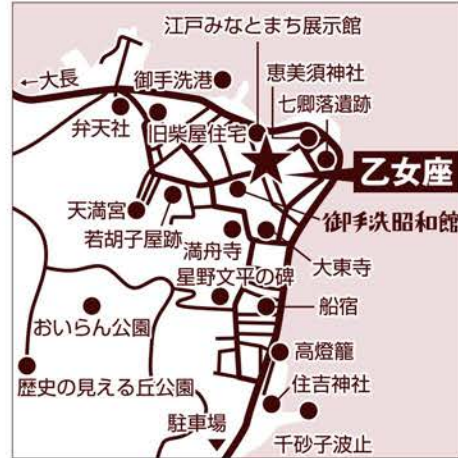 江戸みなとまち展示館
←大長
御手洗港
恵美須神社
七卿落遺跡
弁天社
旧柴屋住宅
乙女座
天満宮
御手洗昭和館
若胡子屋跡
満舟寺
大東寺
星野文平の碑
船宿
おいらん公園
高燈籠
歴史の見える丘公園
住吉神社
駐車場
千砂子波止